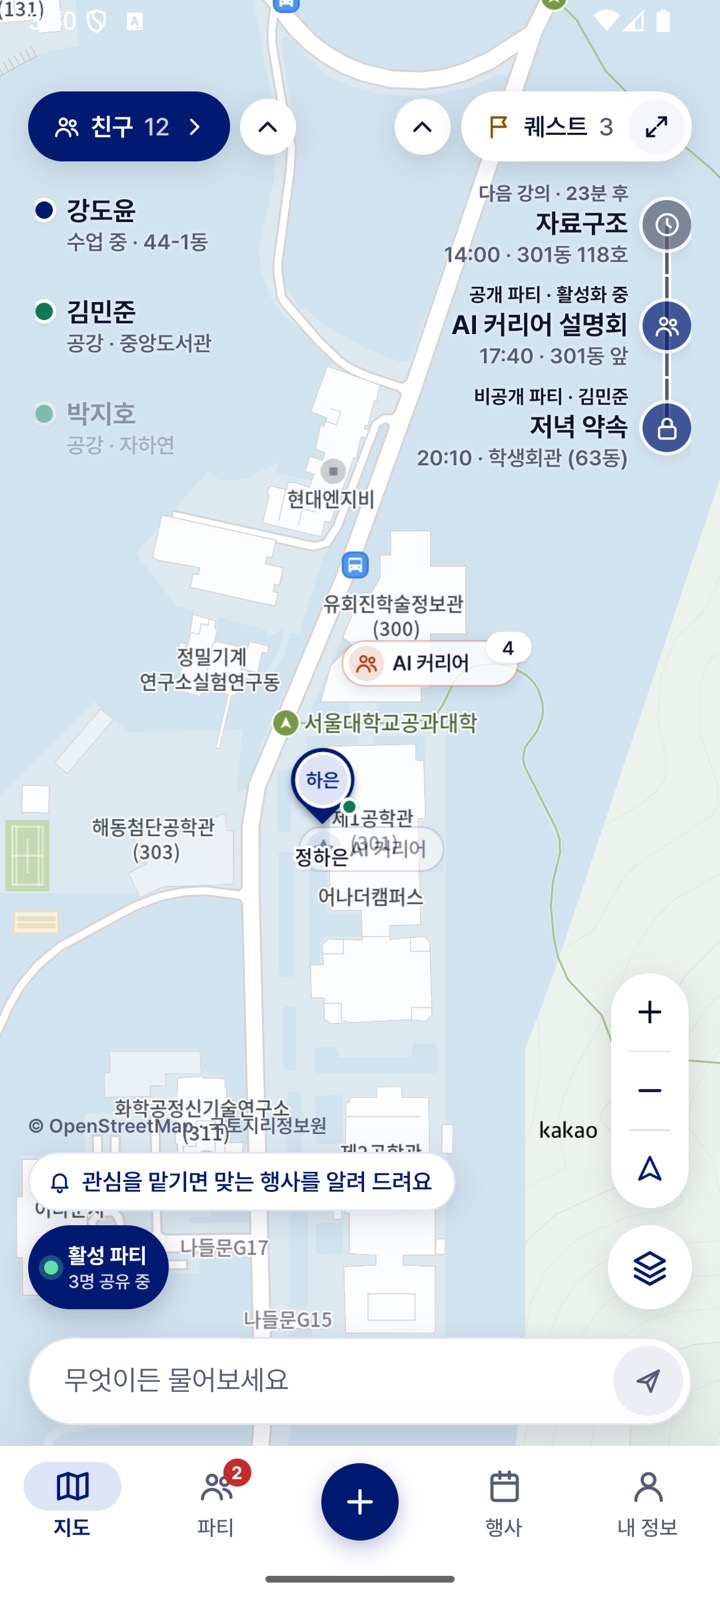 (131)
친구 12
퀘스트 3
강도윤
수업 중 · 44-1동
김민준
공강 · 중앙도서관
박지호
공강 · 자하연
다음 강의 · 23분 후
자료구조
14:00 · 301동 118호
공개 파티 · 활성화 중
AI 커리어 설명회
17:40 · 301동 앞
비공개 파티 · 김민준
저녁 약속
20:10 · 학생회관 (63동)
현대엔지비
유회진학술정보관
(300)
AI 커리어
4
정밀기계
연구소실험연구동
서울대학교공과대학
하은
제1공학관
(301)
정하은
AI 커리어
해동첨단공학관
(303)
어나더캠퍼스
화학공정신기술연구소
(311)
© OpenStreetMap · 국토지리정보원
제2공학관
kakao
관심을 맡기면 맞는 행사를 알려 드려요
활성 파티
3명 공유 중
나들문G17
나들문G15
무엇이든 물어보세요
지도
파티
2
행사
내 정보